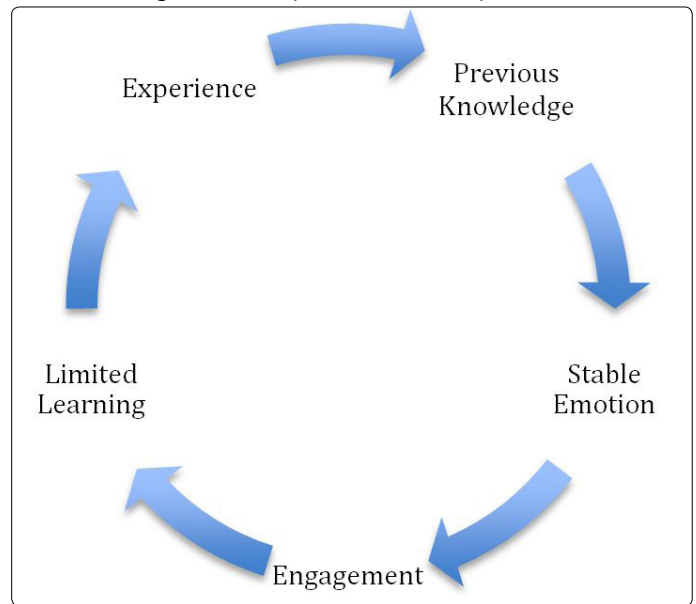 Experience
Previous
Knowledge
Stable
Emotion
Engagement
Limited
Learning